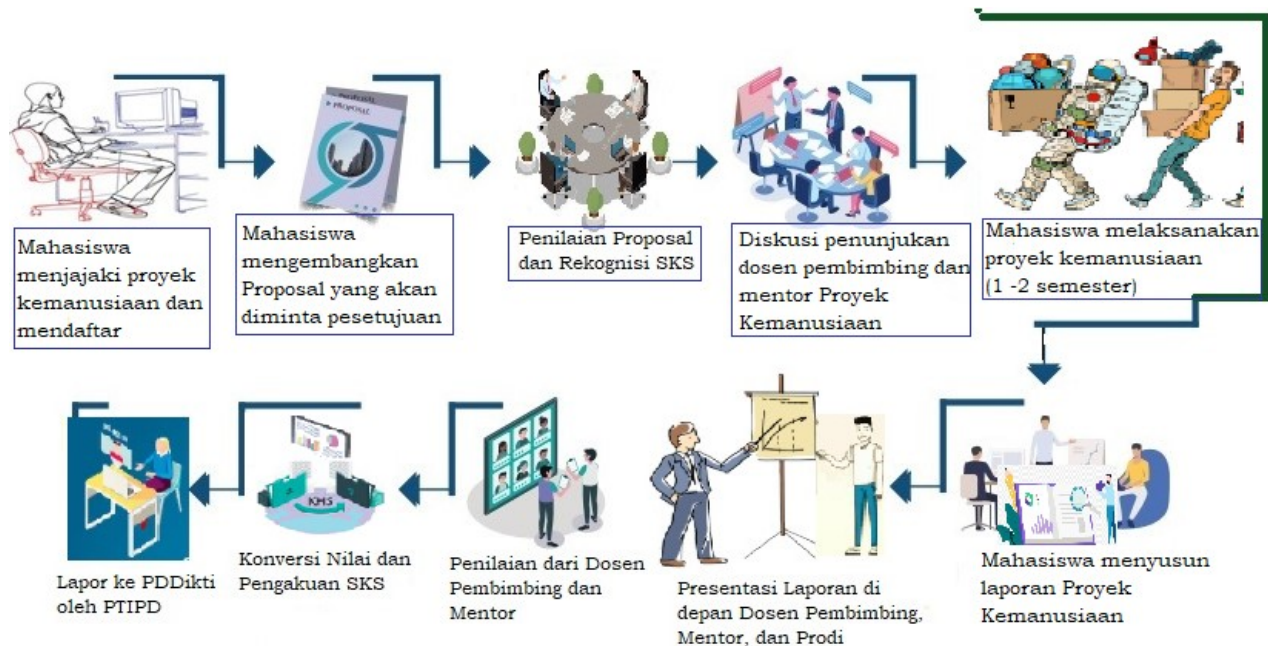 Mahasiswa
menjajaki proyek
kemanusiaan dan
mendaftar
PROPOSAL
Mahasiswa
mengembangkan
Proposal yang akan
diminta pesetujuan
Penilaian Proposal
dan Rekognisi SKS
Diskusi penunjukan
dosen pembimbing dan
mentor Proyek
Kemanusiaan
Mahasiswa melaksanakan
proyek kemanusiaan
(1 -2 semester)
Lapor ke PDDikti
oleh PTIPD
KMS
Konversi Nilai dan
Pengakuan SKS
Penilaian dari Dosen
Pembimbing dan
Mentor
Presentasi Laporan di
depan Dosen Pembimbing,
Mentor, dan Prodi
Mahasiswa menyusun
laporan Proyek
Kemanusiaan